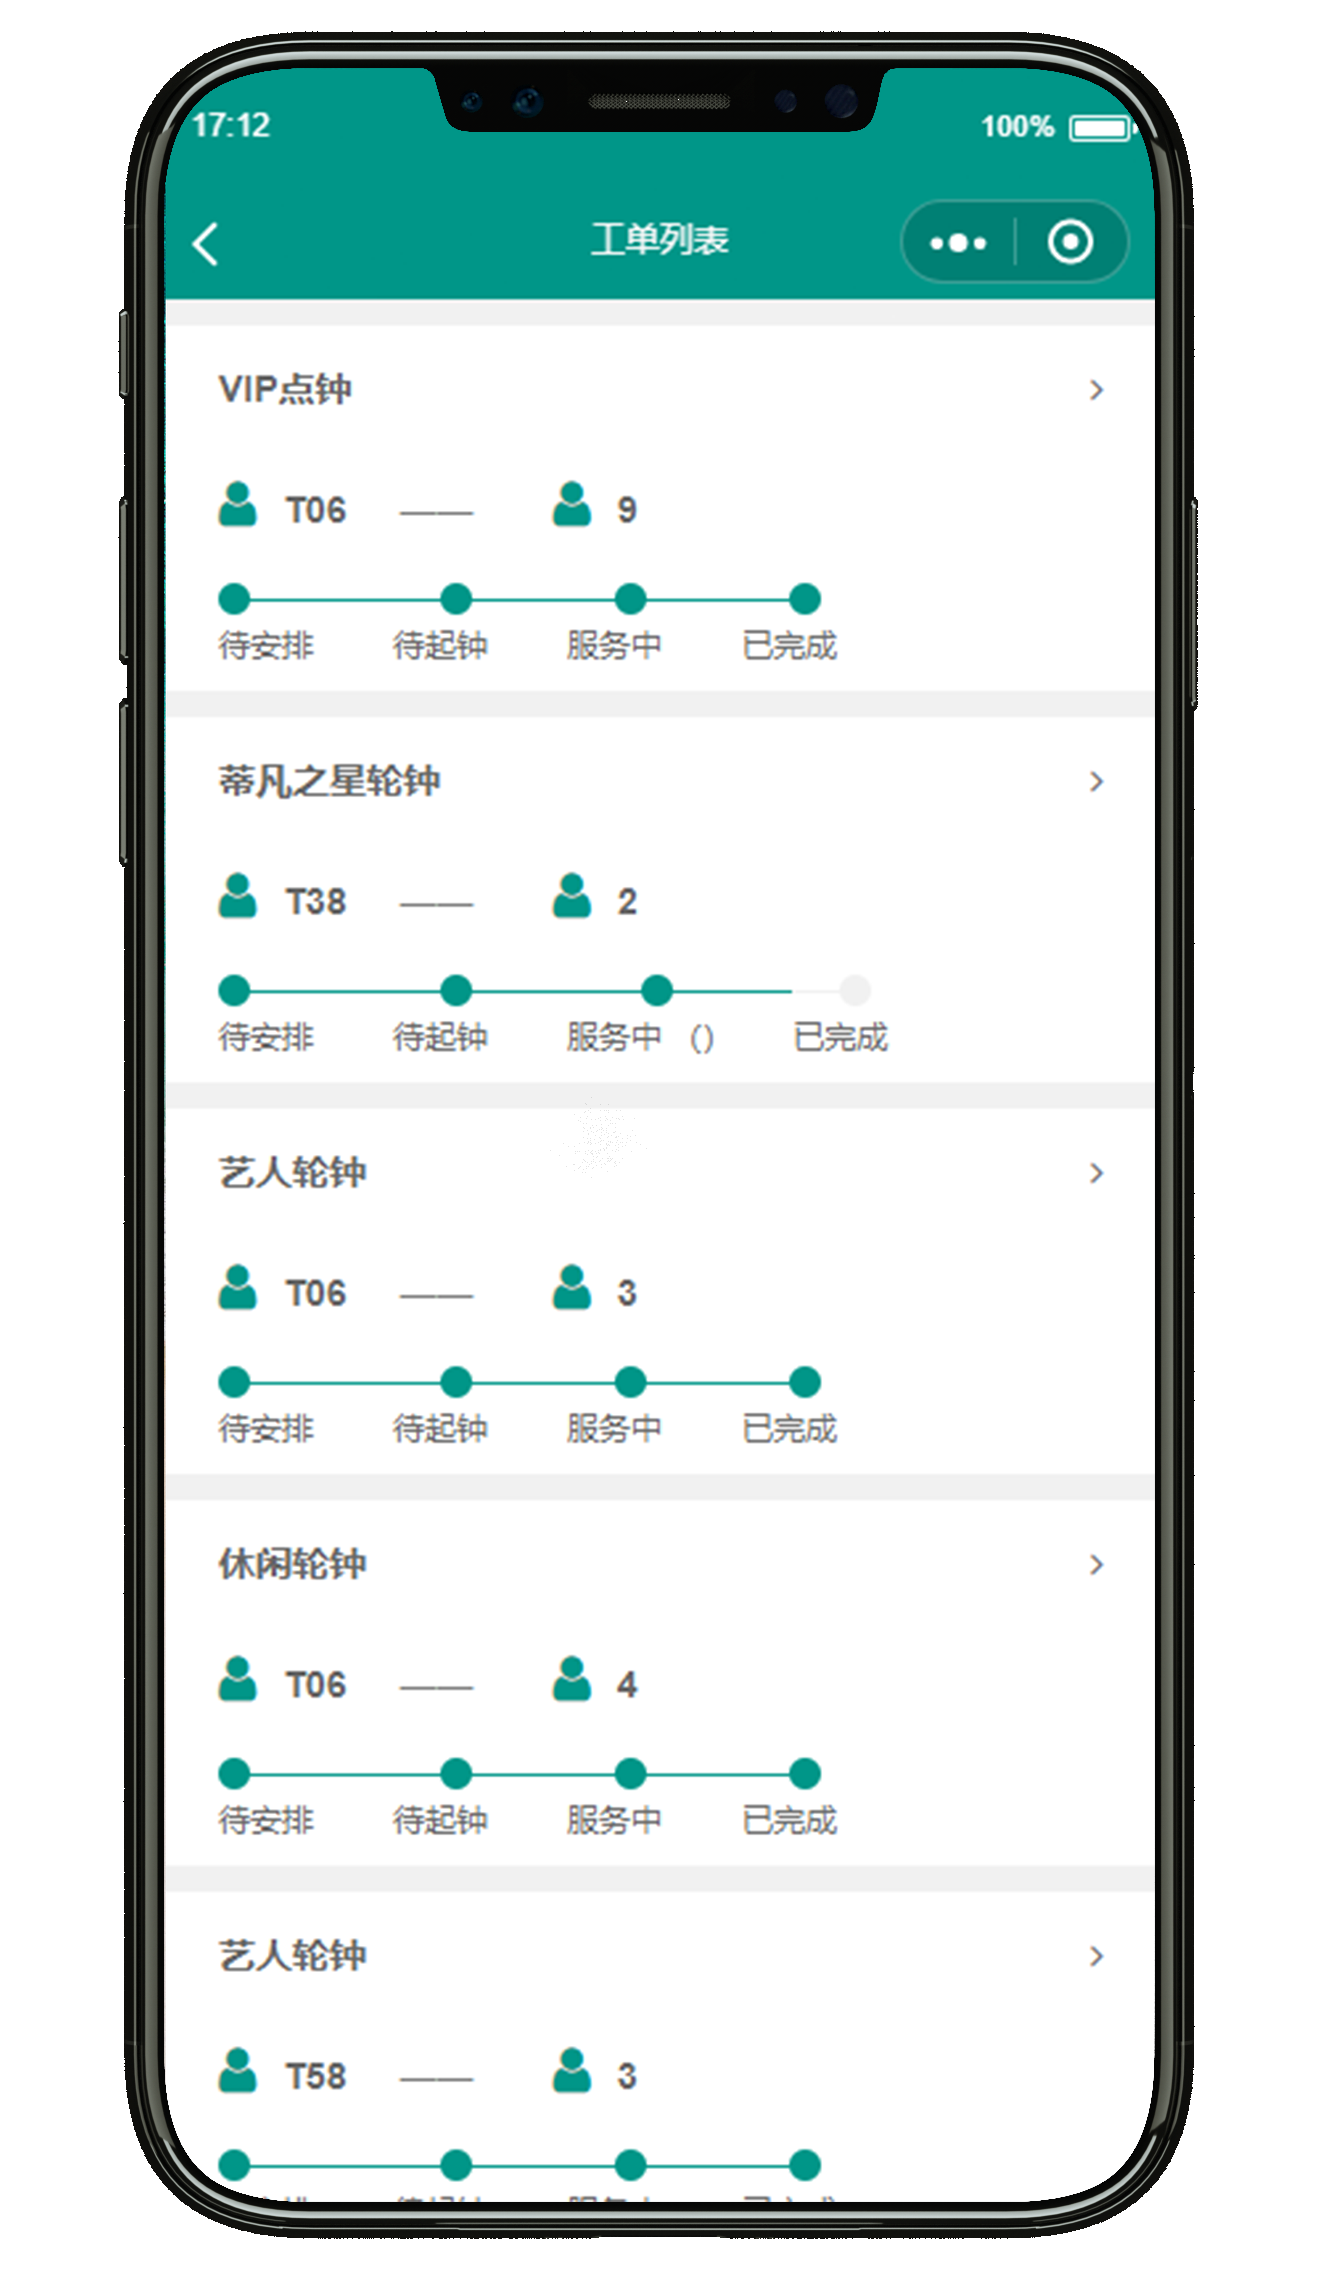 17:12
100%
工单列表
VIP点钟
T06 —— 9
待安排 待起钟 服务中 已完成
蒂凡之星轮钟
T38 —— 2
待安排 待起钟 服务中 () 已完成
艺人轮钟
T06 —— 3
待安排 待起钟 服务中 已完成
休闲轮钟
T06 —— 4
待安排 待起钟 服务中 已完成
艺人轮钟
T58 —— 3